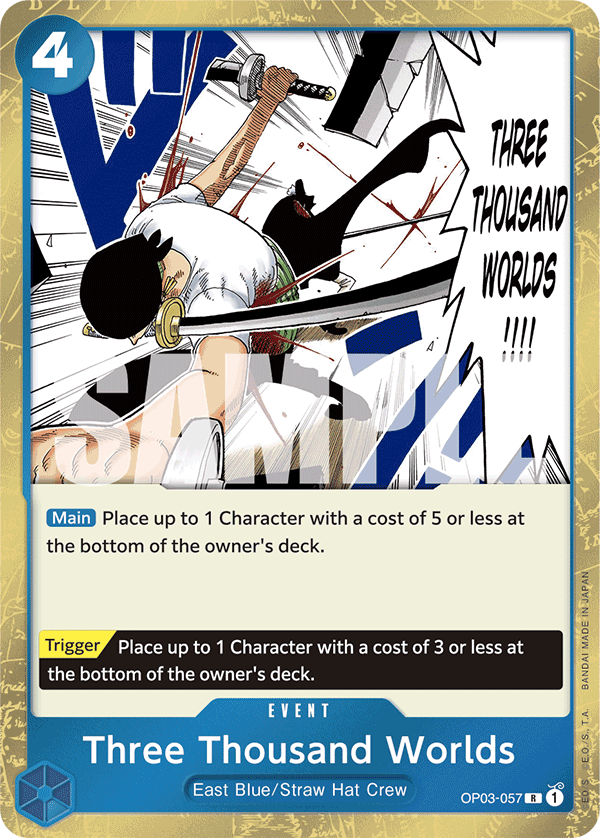 4
THREE
THOUSAND
WORLDS
!!!!
SAMPL
Main Place up to 1 Character with a cost of 5 or less at
the bottom of the owner's deck.
Trigger Place up to 1 Character with a cost of 3 or less at
the bottom of the owner's deck.
EVENT
Three Thousand Worlds
East Blue/Straw Hat Crew
OP03-057 R 1
©E.O./S., T.A. BANDAI MADE IN JAPAN